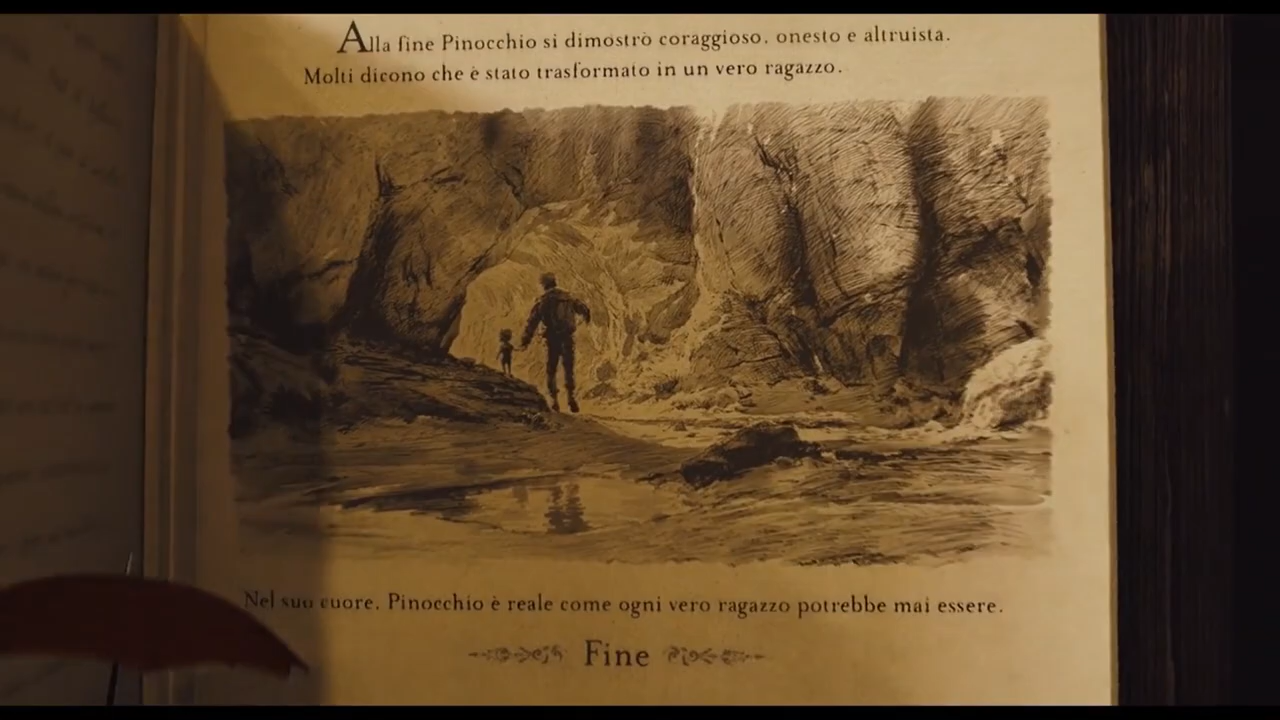 Alla fine Pinocchio si dimostrò coraggioso, onesto e altruista.
Molti dicono che è stato trasformato in un vero ragazzo.
Nel suo cuore, Pinocchio è reale come ogni vero ragazzo potrebbe mai essere.
Fine